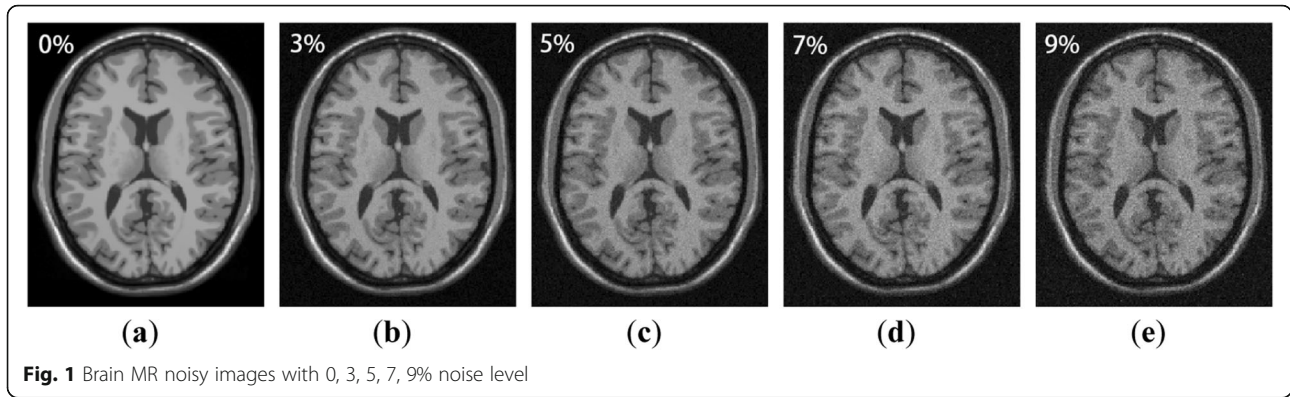 0% 3% 5% 7% 9%
(a) (b) (c) (d) (e)
Fig. 1 Brain MR noisy images with 0, 3, 5, 7, 9% noise level